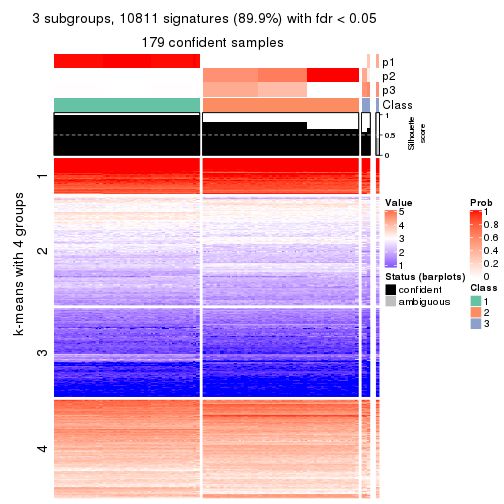 3 subgroups, 10811 signatures (89.9%) with fdr < 0.05
179 confident samples
p1
p2
p3
Class
1
0.5
0
Silhouette
score
k-means with 4 groups
1
2
3
4
Value
5
4
3
2
1
Status (barplots)
confident
ambiguous
Prob
1
0.8
0.6
0.4
0.2
0
Class
1
2
3